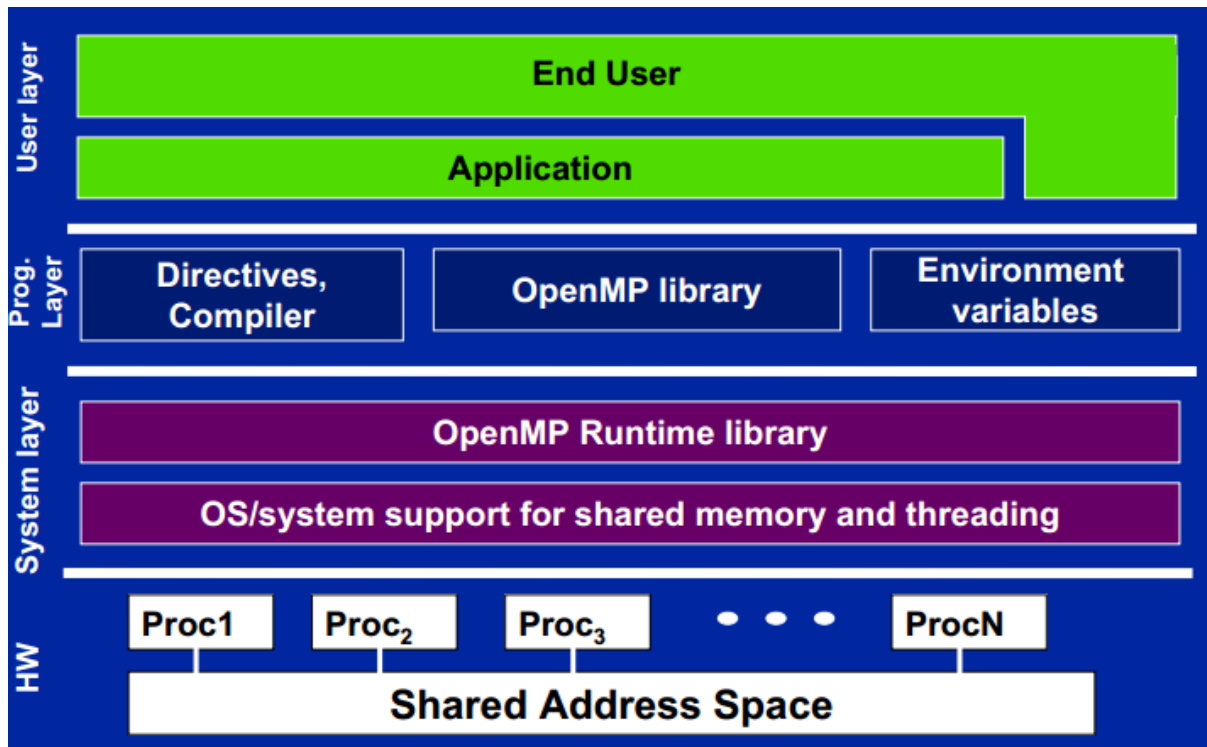 User layer
End User
Application
Prog.
Layer
Directives,
Compiler
OpenMP library
Environment
variables
System layer
OpenMP Runtime library
OS/system support for shared memory and threading
HW
Proc1
Proc2
Proc3
● ● ●
ProcN
Shared Address Space